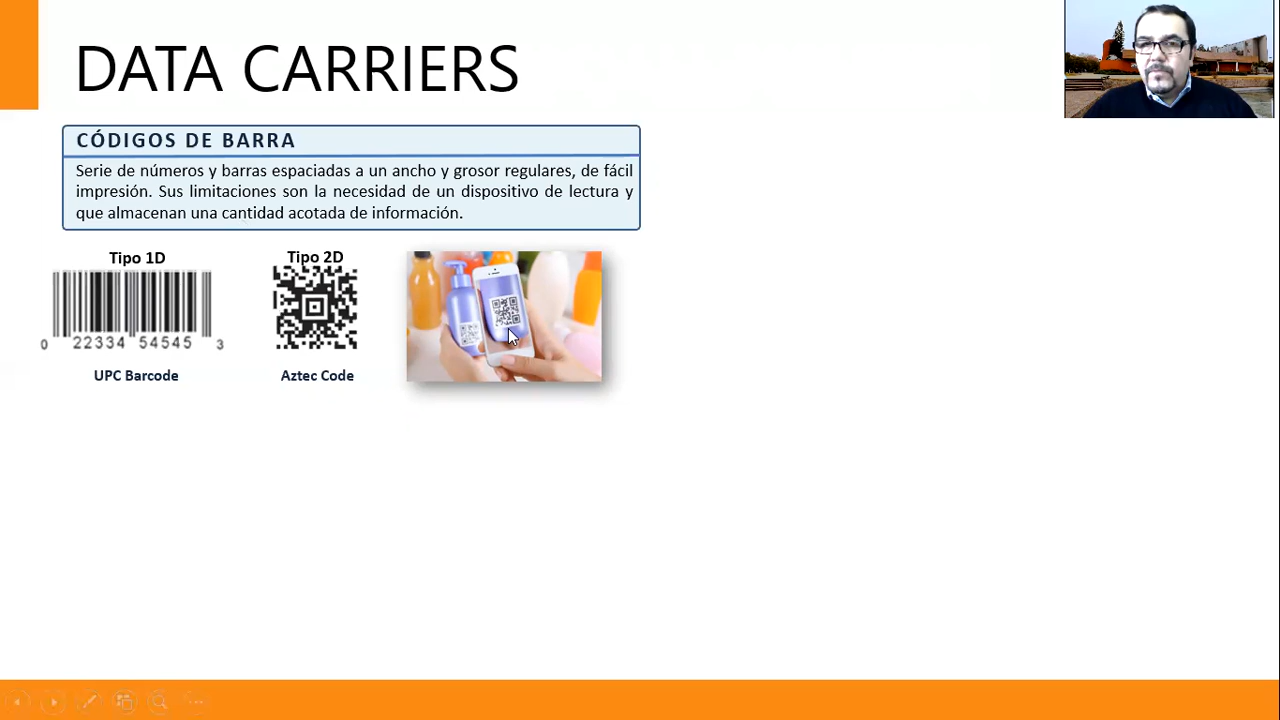 DATA CARRIERS
CÓDIGOS DE BARRA
Serie de números y barras espaciadas a un ancho y grosor regulares, de fácil
impresión. Sus limitaciones son la necesidad de un dispositivo de lectura y
que almacenan una cantidad acotada de información.
Tipo 1D
Tipo 2D
0 22334 54545 3
UPC Barcode
Aztec Code